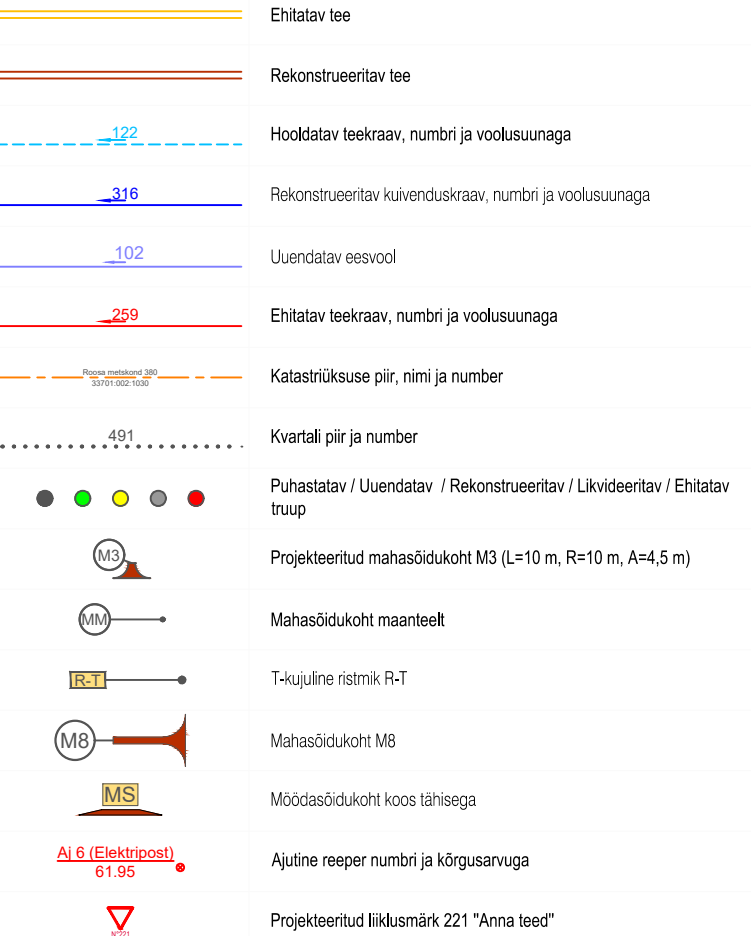 Ehitatav tee
Rekonstrueeritav tee
122
Hooldatav teekraav, numbri ja voolusuunaga
316
Rekonstrueeritav kuivenduskraav, numbri ja voolusuunaga
102
Uuendatav eesvool
259
Ehitatav teekraav, numbri ja voolusuunaga
Roosa metskond 380
33701:002:1030
Katastriüksuse piir, nimi ja number
491
Kvartali piir ja number
Puhastatav / Uuendatav / Rekonstrueeritav / Likvideeritav / Ehitatav
truup
M3
Projekteeritud mahasõidukoht M3 (L=10 m, R=10 m, A=4,5 m)
MM
Mahasõidukoht maanteelt
R-T
T-kujuline ristmik R-T
M8
Mahasõidukoht M8
MS
Möödasõidukoht koos tähisega
Aj 6 (Elektripost)
61.95
Ajutine reeper numbri ja kõrgusarvuga
N°221
Projekteeritud liiklusmärk 221 "Anna teed"